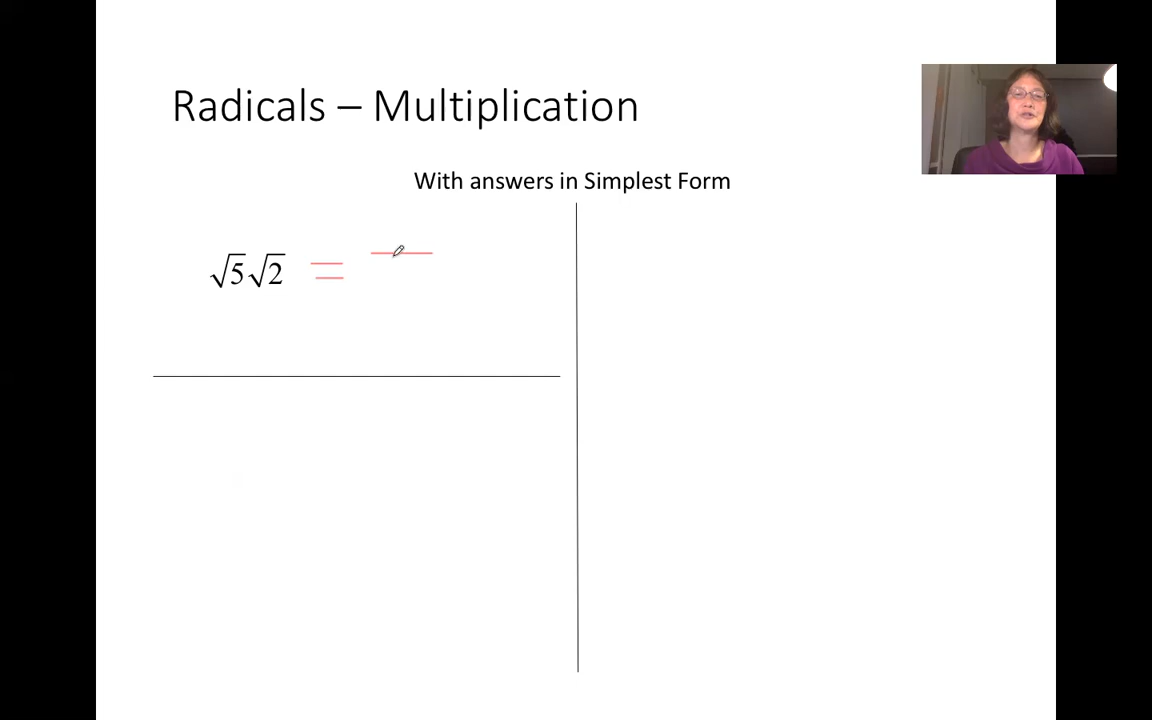 Radicals – Multiplication
With answers in Simplest Form
√5√2 =